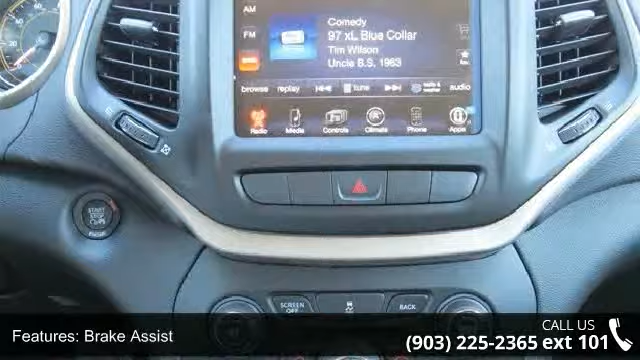 AM
FM
Comedy
97 xL Blue Collar
Tim Wilson
Uncle B.S. 1963
browse replay tune audio
Radio Media Controls Climate Phone Apps
START
STOP
SCREEN
OFF
BACK
Features: Brake Assist
CALL US
(903) 225-2365 ext 101